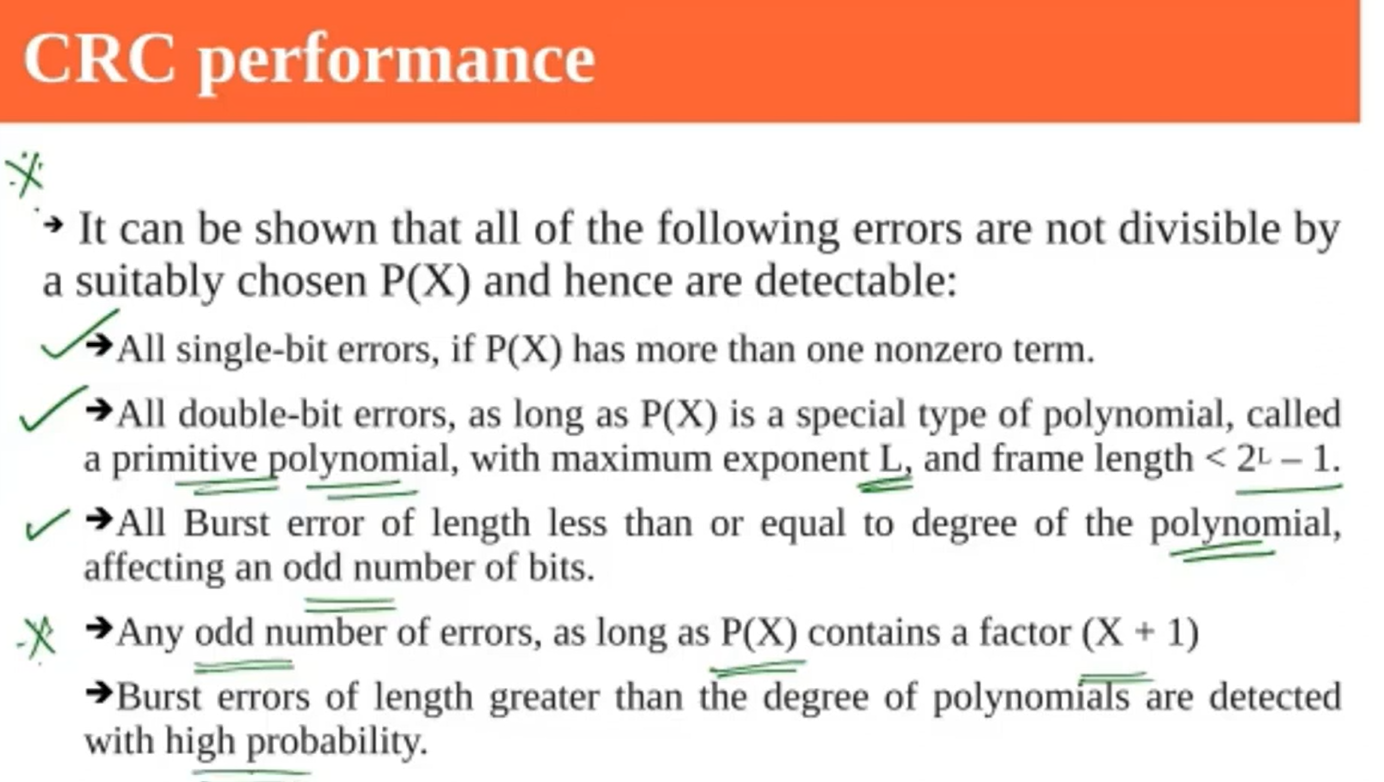 CRC performance
➔ It can be shown that all of the following errors are not divisible by
a suitably chosen P(X) and hence are detectable:
➔All single-bit errors, if P(X) has more than one nonzero term.
➔All double-bit errors, as long as P(X) is a special type of polynomial, called
a primitive polynomial, with maximum exponent L, and frame length < 2ᴸ – 1.
➔All Burst error of length less than or equal to degree of the polynomial,
affecting an odd number of bits.
➔Any odd number of errors, as long as P(X) contains a factor (X + 1)
➔Burst errors of length greater than the degree of polynomials are detected
with high probability.